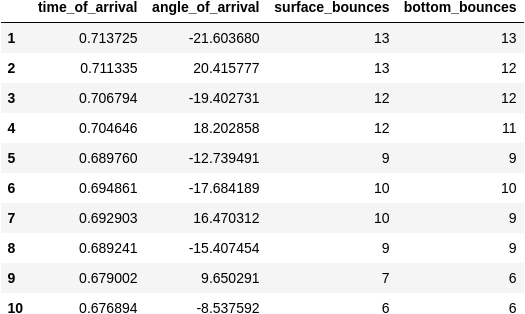 time_of_arrival angle_of_arrival surface_bounces bottom_bounces
1 0.713725 -21.603680 13 13
2 0.711335 20.415777 13 12
3 0.706794 -19.402731 12 12
4 0.704646 18.202858 12 11
5 0.689760 -12.739491 9 9
6 0.694861 -17.684189 10 10
7 0.692903 16.470312 10 9
8 0.689241 -15.407454 9 9
9 0.679002 9.650291 7 6
10 0.676894 -8.537592 6 6